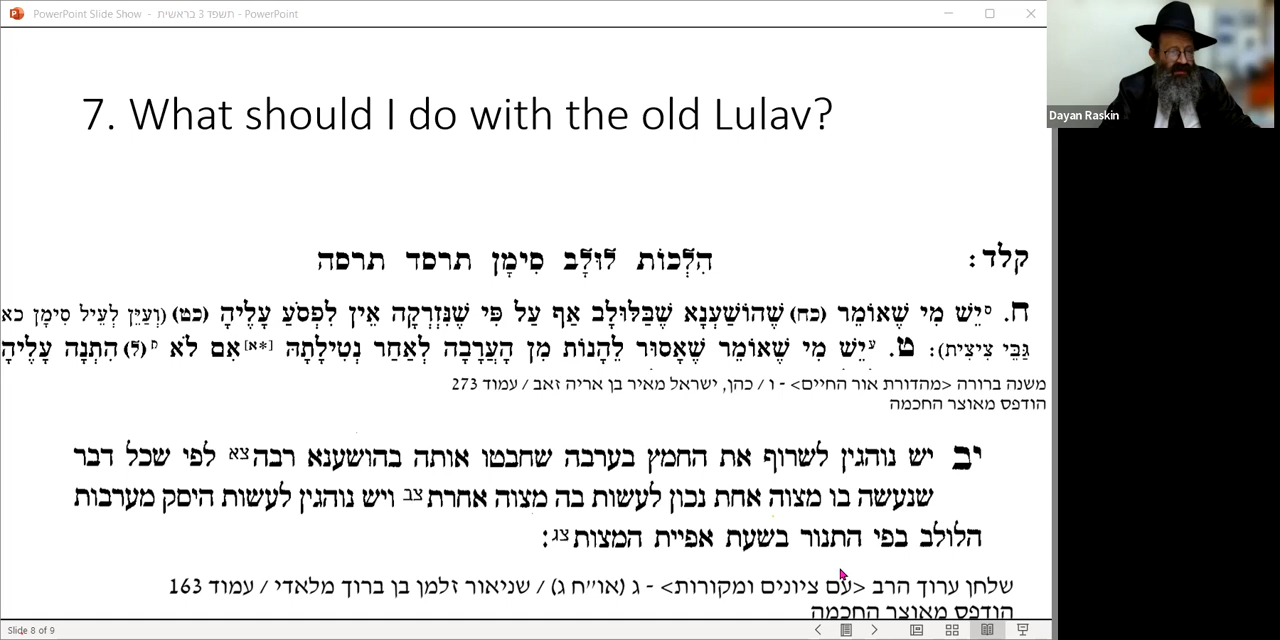 PowerPoint Slide Show - תשפד 3 בראשית - PowerPoint
Dayan Raskin
7. What should I do with the old Lulav?
הִלְכוֹת לוּלָב סִימָן תרסד תרסה
קלד:
ח. ס יֵשׁ מִי שֶׁאוֹמֵר (כח) שֶׁהוֹשַׁעְנָא שֶׁבַּלּוּלָב אַף עַל פִּי שֶׁנִּזְרְקָה אֵין לִפְסֹעַ עָלֶיהָ (כט) (וְעַיֵּן לְעֵיל סִימָן כא
גַּבֵּי צִיצִית): ט. ע יֵשׁ מִי שֶׁאוֹמֵר שֶׁאָסוּר לֵהָנוֹת מִן הָעֲרָבָה לְאַחַר נְטִילָתָהּ [*א] אִם לֹא ח (ל) הִתְנָה עָלֶיהָ
משנה ברורה <מהדורת אור החיים> - ו / כהן, ישראל מאיר בן אריה זאב / עמוד 273
הודפס מאוצר החכמה
יב יש נוהגין לשרוף את החמץ בערבה שחבטו אותה בהושענא רבה צא לפי שכל דבר
שנעשה בו מצוה אחת נכון לעשות בה מצוה אחרת צב ויש נוהגין לעשות היסק מערבות
הלולב בפי התנור בשעת אפיית המצות צג:
שלחן ערוך הרב <עם ציונים ומקורות> - ג (או"ח ג) / שניאור זלמן בן ברוך מלאדי / עמוד 163
הודפס מאוצר החכמה
Slide 8 of 9